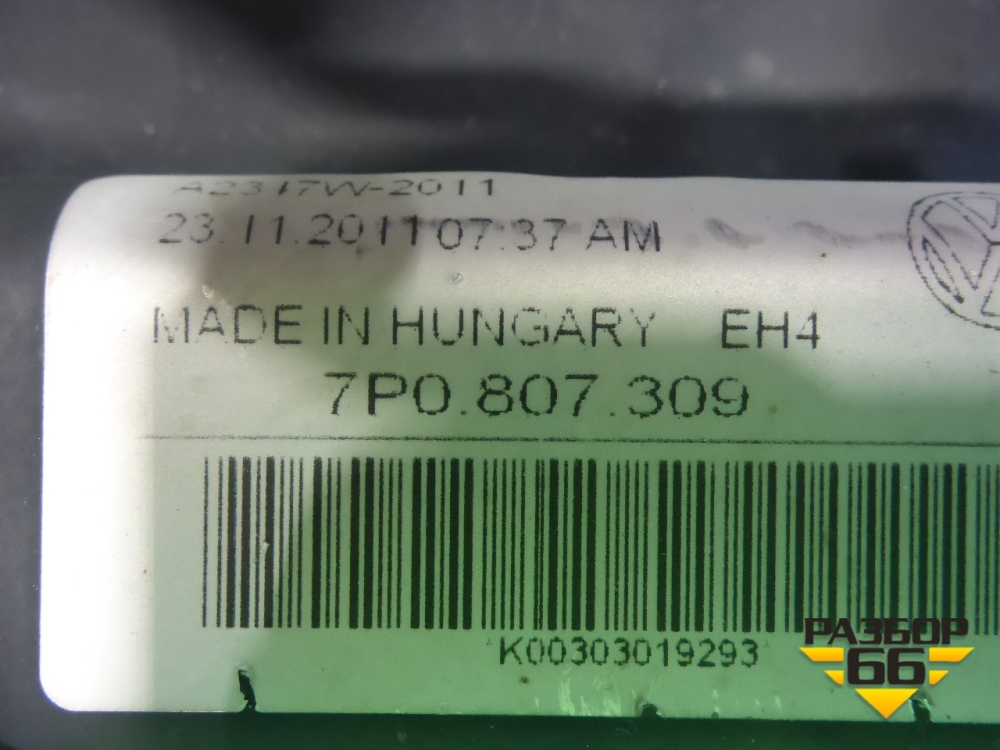 A2317W-2011
23.11.2011 07:37 AM
MADE IN HUNGARY EH4
7P0.807.309
*K00303019293*
РАЗБОР
66